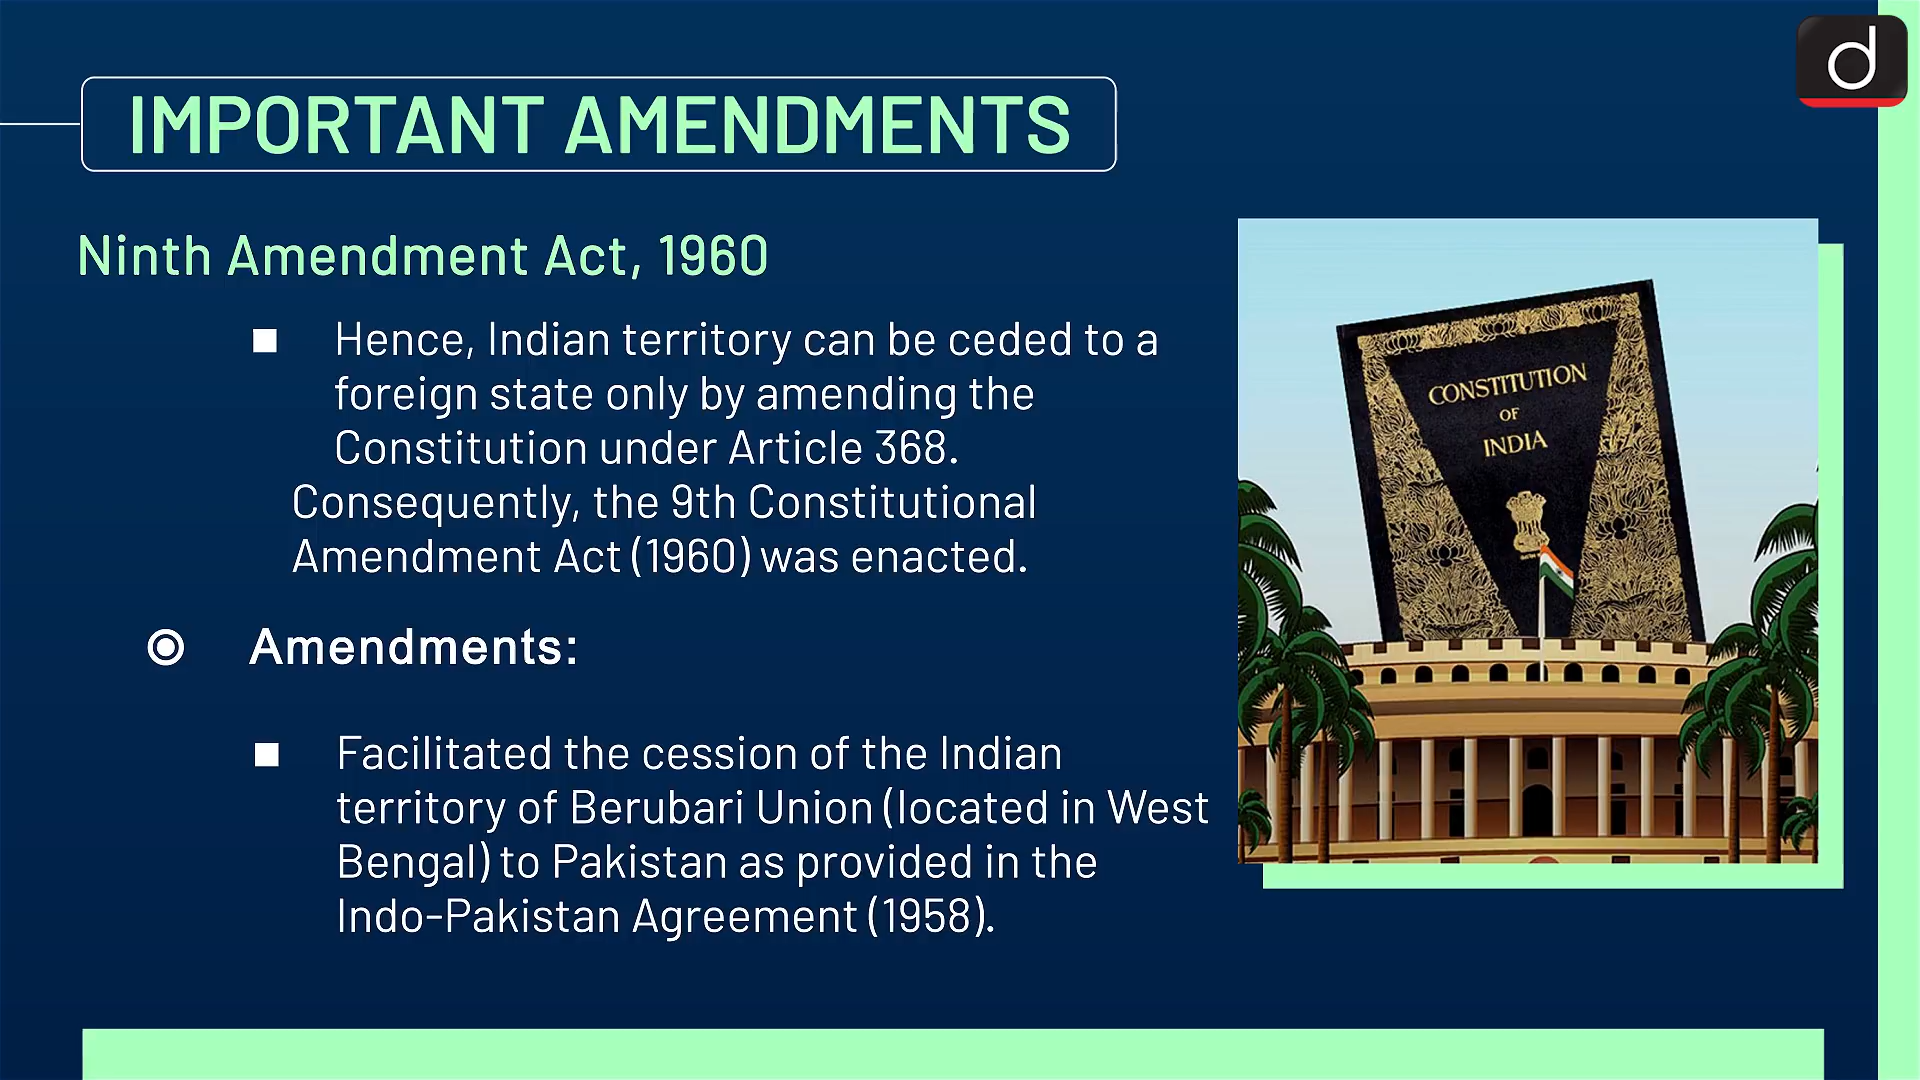 d
IMPORTANT AMENDMENTS
Ninth Amendment Act, 1960
■ Hence, Indian territory can be ceded to a
foreign state only by amending the
Constitution under Article 368.
Consequently, the 9th Constitutional
Amendment Act (1960) was enacted.
Amendments:
■ Facilitated the cession of the Indian
territory of Berubari Union (located in West
Bengal) to Pakistan as provided in the
Indo-Pakistan Agreement (1958).
CONSTITUTION
OF
INDIA